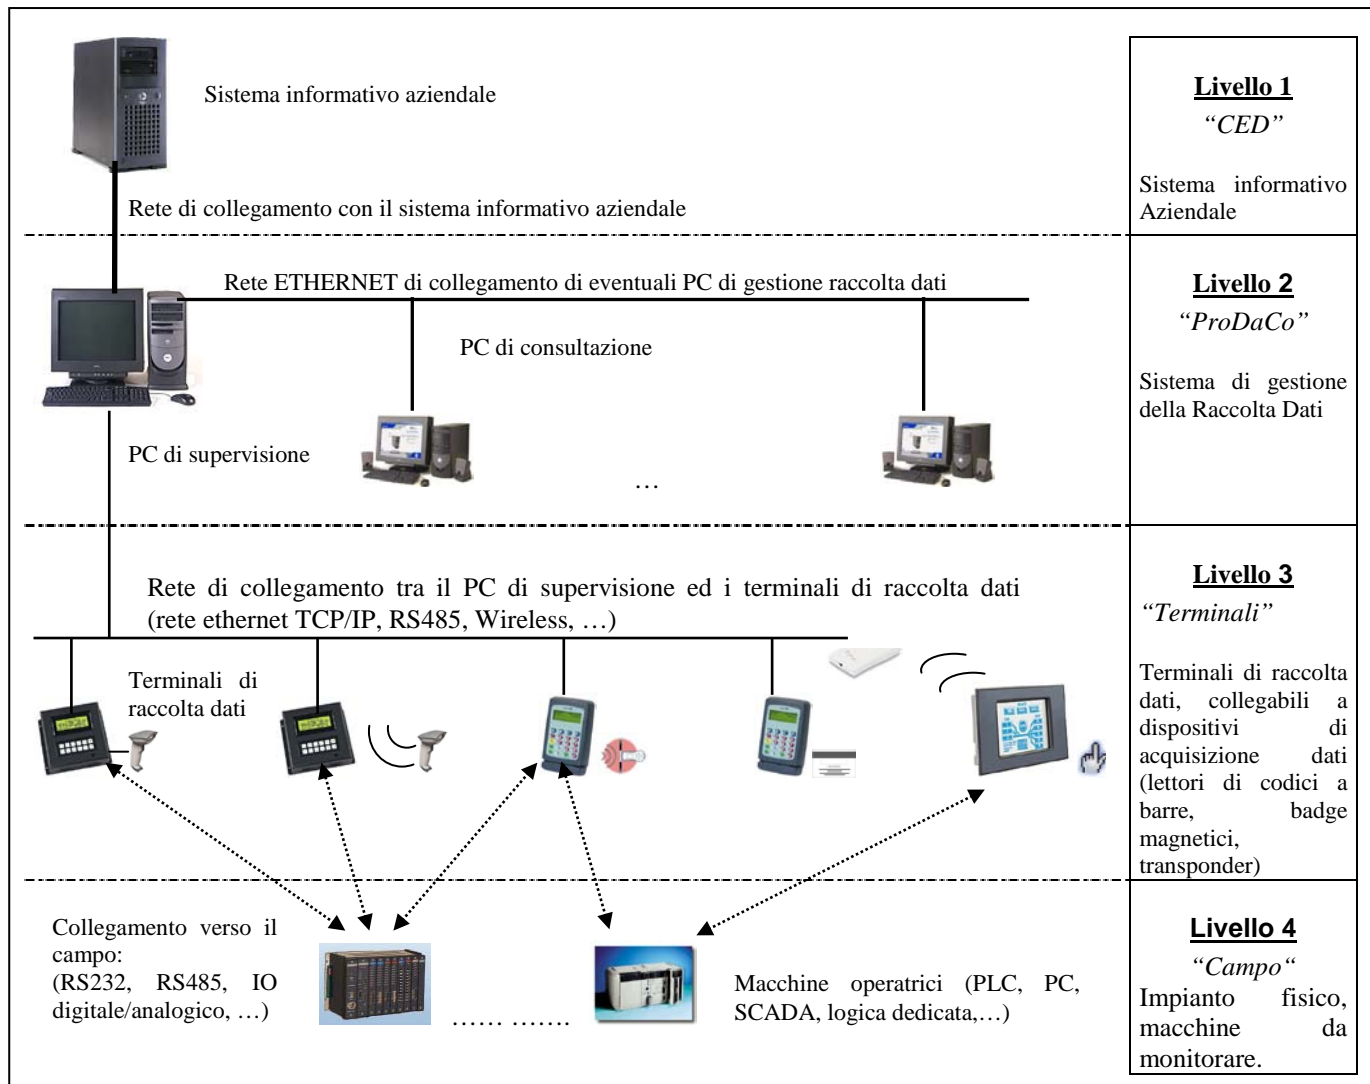 Sistema informativo aziendale
Rete di collegamento con il sistema informativo aziendale
Livello 1
“CED”
Sistema informativo
Aziendale
Rete ETHERNET di collegamento di eventuali PC di gestione raccolta dati
PC di consultazione
PC di supervisione
…
Livello 2
“ProDaCo”
Sistema di gestione
della Raccolta Dati
Rete di collegamento tra il PC di supervisione ed i terminali di raccolta dati
(rete ethernet TCP/IP, RS485, Wireless, …)
Terminali di
raccolta dati
Livello 3
“Terminali”
Terminali di raccolta
dati, collegabili a
dispositivi di
acquisizione dati
(lettori di codici a
barre, badge
magnetici,
transponder)
Collegamento verso il
campo:
(RS232, RS485, IO
digitale/analogico, …)
…… …….
Macchine operatrici (PLC, PC,
SCADA, logica dedicata,…)
Livello 4
“Campo“
Impianto fisico,
macchine da
monitorare.